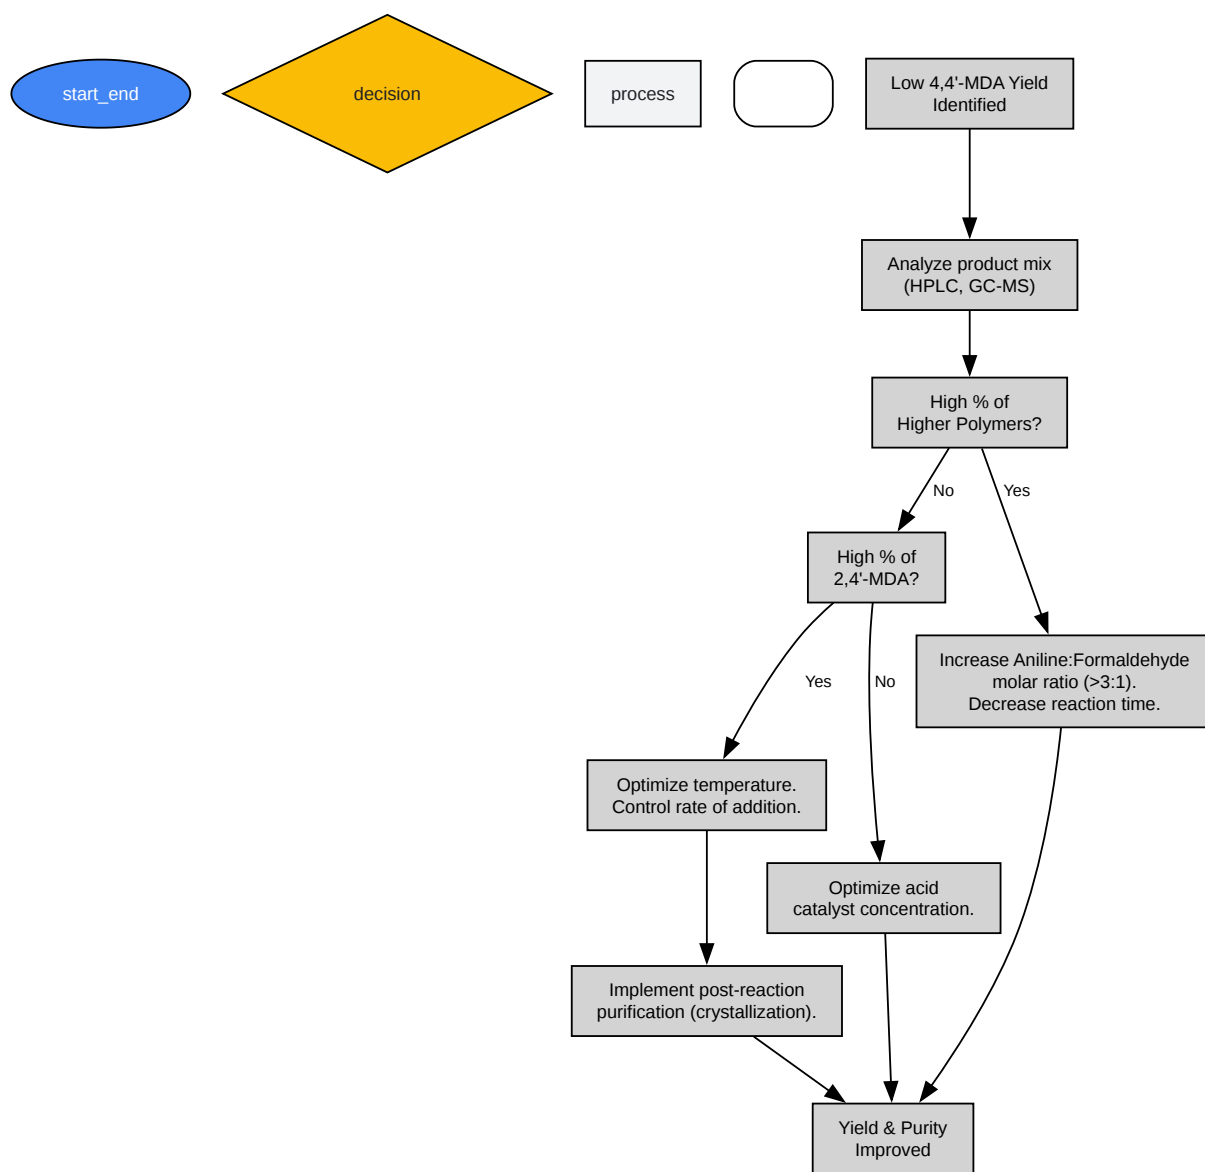 start_end
decision
process
Low 4,4'-MDA Yield
Identified
Analyze product mix
(HPLC, GC-MS)
High % of
Higher Polymers?
No
Yes
High % of
2,4'-MDA?
Increase Aniline:Formaldehyde
molar ratio (>3:1).
Decrease reaction time.
Yes
No
Optimize temperature.
Control rate of addition.
Optimize acid
catalyst concentration.
Implement post-reaction
purification (crystallization).
Yield & Purity
Improved